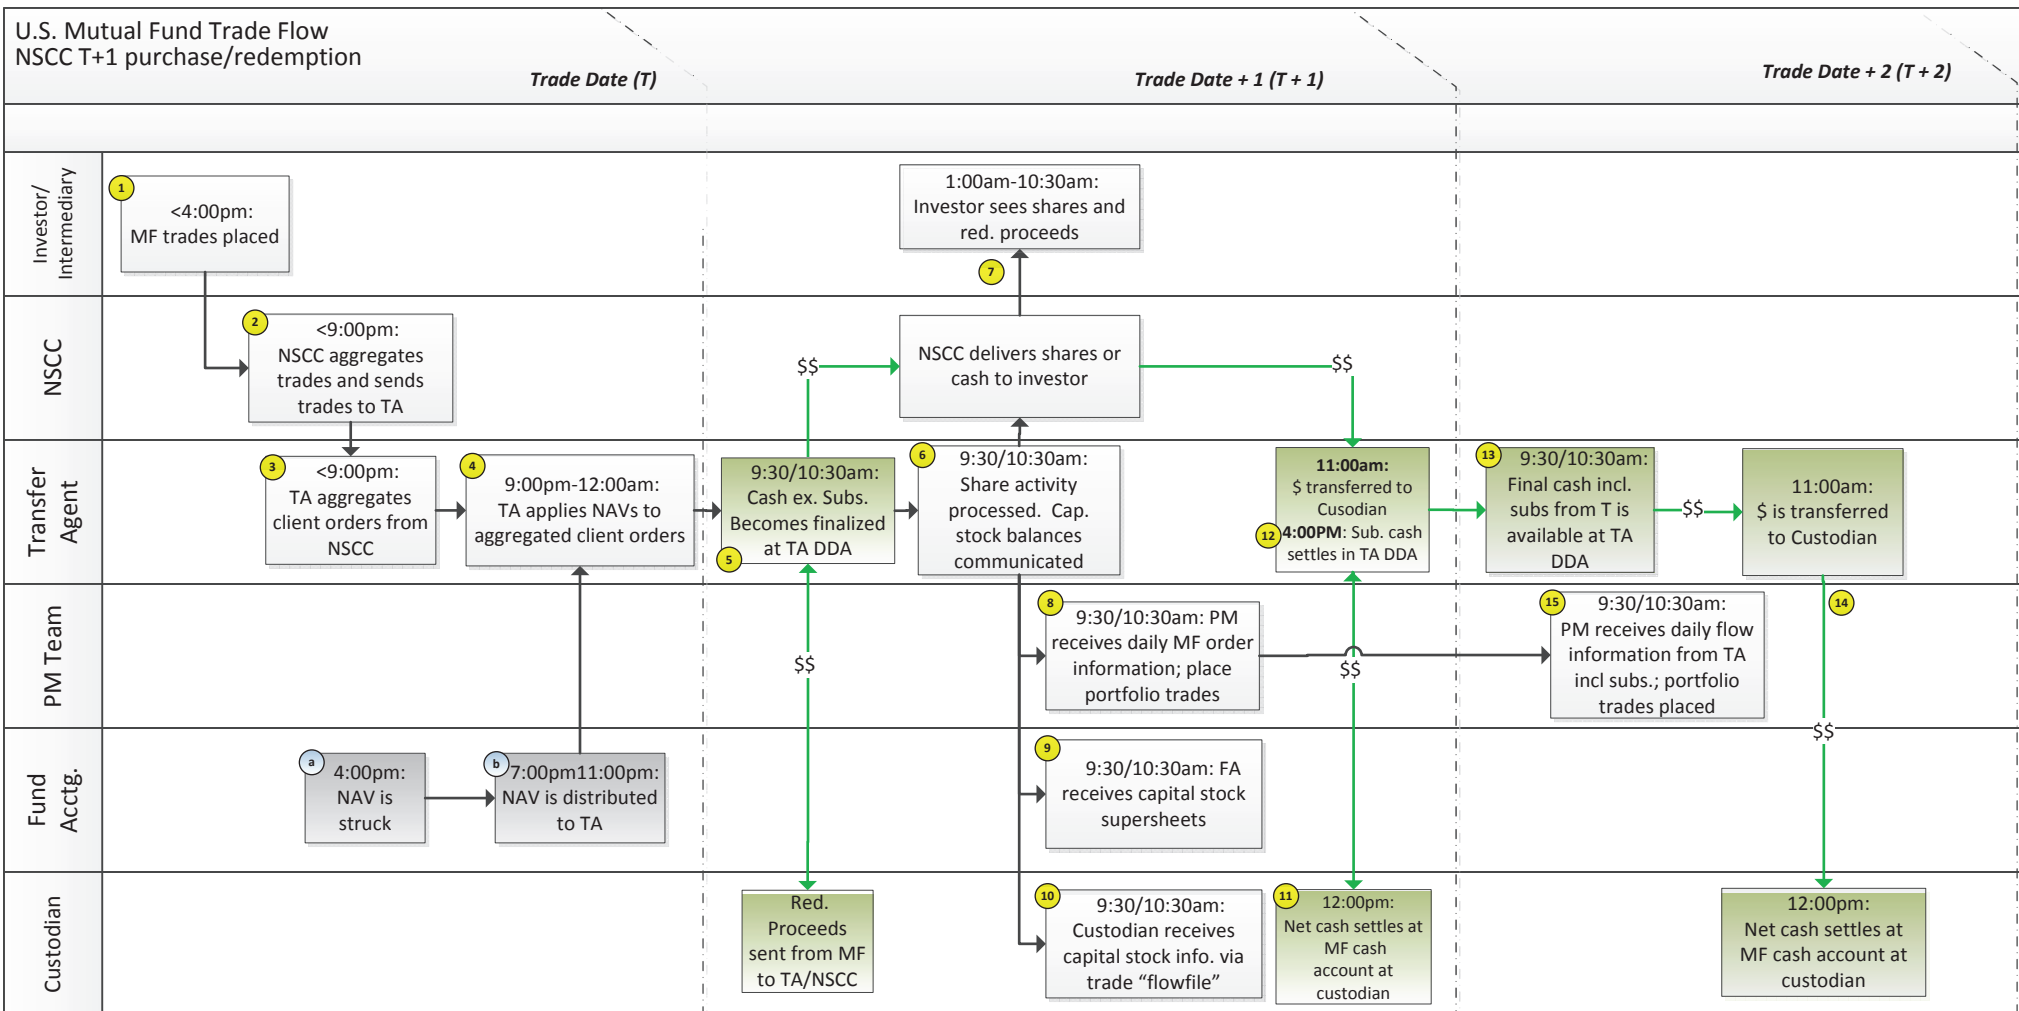 U.S. Mutual Fund Trade Flow
NSCC T+1 purchase/redemption
Trade Date (T)
Trade Date + 1 (T + 1)
Trade Date + 2 (T + 2)
Investor/
Intermediary
1
<4:00pm:
MF trades placed
1:00am-10:30am:
Investor sees shares and
red. proceeds
7
NSCC
2
<9:00pm:
NSCC aggregates
trades and sends
trades to TA
$$
NSCC delivers shares or
cash to investor
$$
Transfer
Agent
3
<9:00pm:
TA aggregates
client orders from
NSCC
4
9:00pm-12:00am:
TA applies NAVs to
aggregated client orders
9:30/10:30am:
Cash ex. Subs.
Becomes finalized
at TA DDA
5
6
9:30/10:30am:
Share activity
processed.  Cap.
stock balances
communicated
11:00am:
$ transferred to
Cusodian
12
4:00PM: Sub. cash
settles in TA DDA
13
9:30/10:30am:
Final cash incl.
subs from T is
available at TA
DDA
$$
11:00am:
$ is transferred
to Custodian
PM Team
$$
8
9:30/10:30am: PM
receives daily MF order
information; place
portfolio trades
$$
15
9:30/10:30am:
PM receives daily flow
information from TA
incl subs.; portfolio
trades placed
14
Fund
Acctg.
a
4:00pm:
NAV is
struck
b
7:00pm11:00pm:
NAV is distributed
to TA
9
9:30/10:30am: FA
receives capital stock
supersheets
$$
Custodian
Red.
Proceeds
sent from MF
to TA/NSCC
10
9:30/10:30am:
Custodian receives
capital stock info. via
trade “flowfile”
11
12:00pm:
Net cash settles at
MF cash
account at
custodian
12:00pm:
Net cash settles at
MF cash account at
custodian